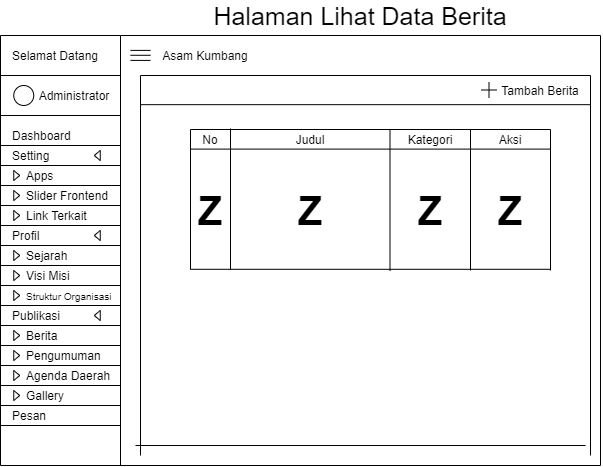 Halaman Lihat Data Berita
Selamat Datang
Asam Kumbang
Administrator
Tambah Berita
Dashboard
Setting
Apps
Slider Frontend
Link Terkait
Profil
Sejarah
Visi Misi
Struktur Organisasi
Publikasi
Berita
Pengumuman
Agenda Daerah
Gallery
Pesan
No Judul Kategori Aksi
Z Z Z Z